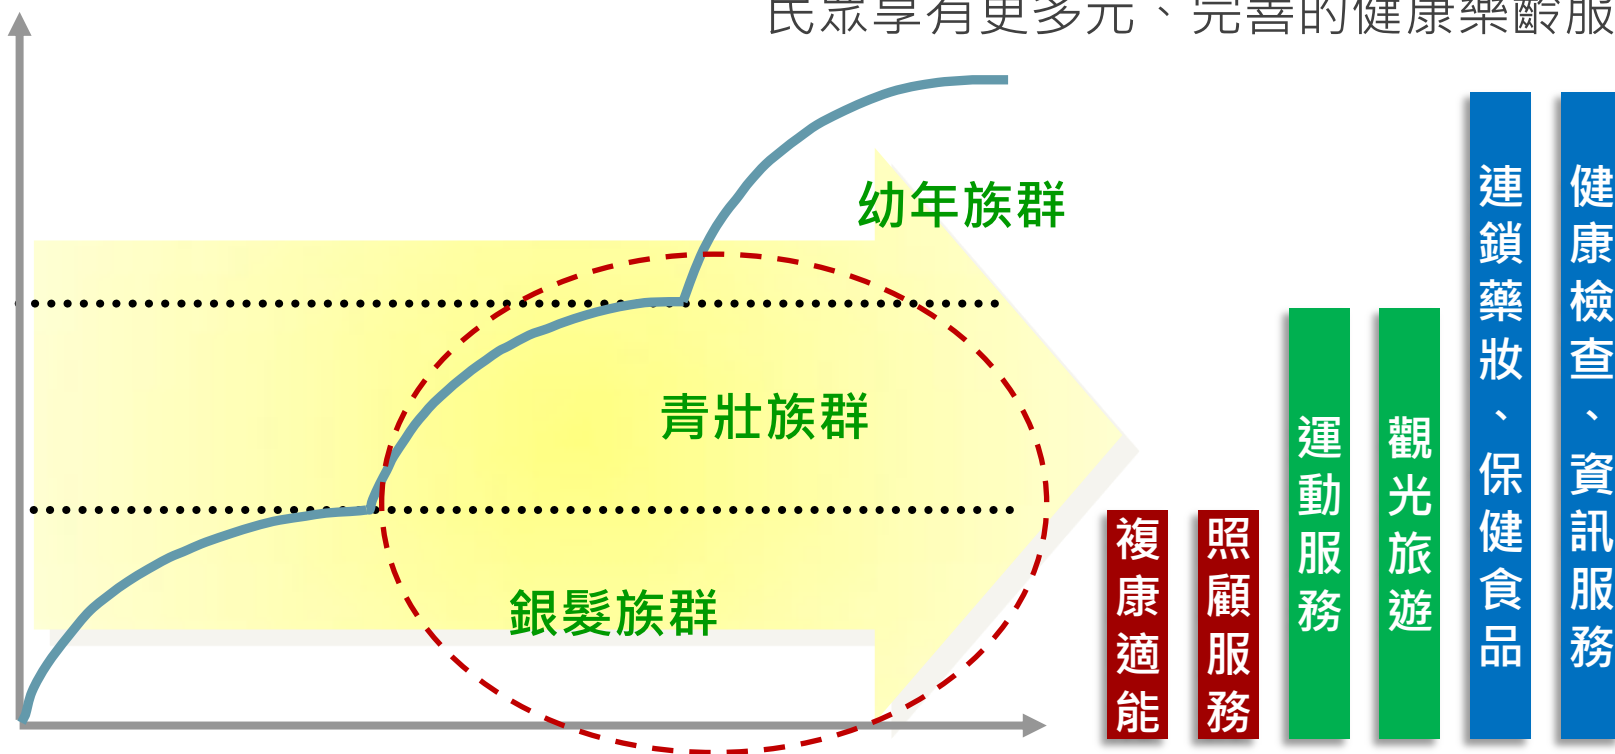 民眾享有更多元、完善的健康樂齡服
幼年族群
青壯族群
銀髮族群
複康適能
照顧服務
運動服務
觀光旅遊
連鎖藥妝、保健食品
健康檢查、資訊服務